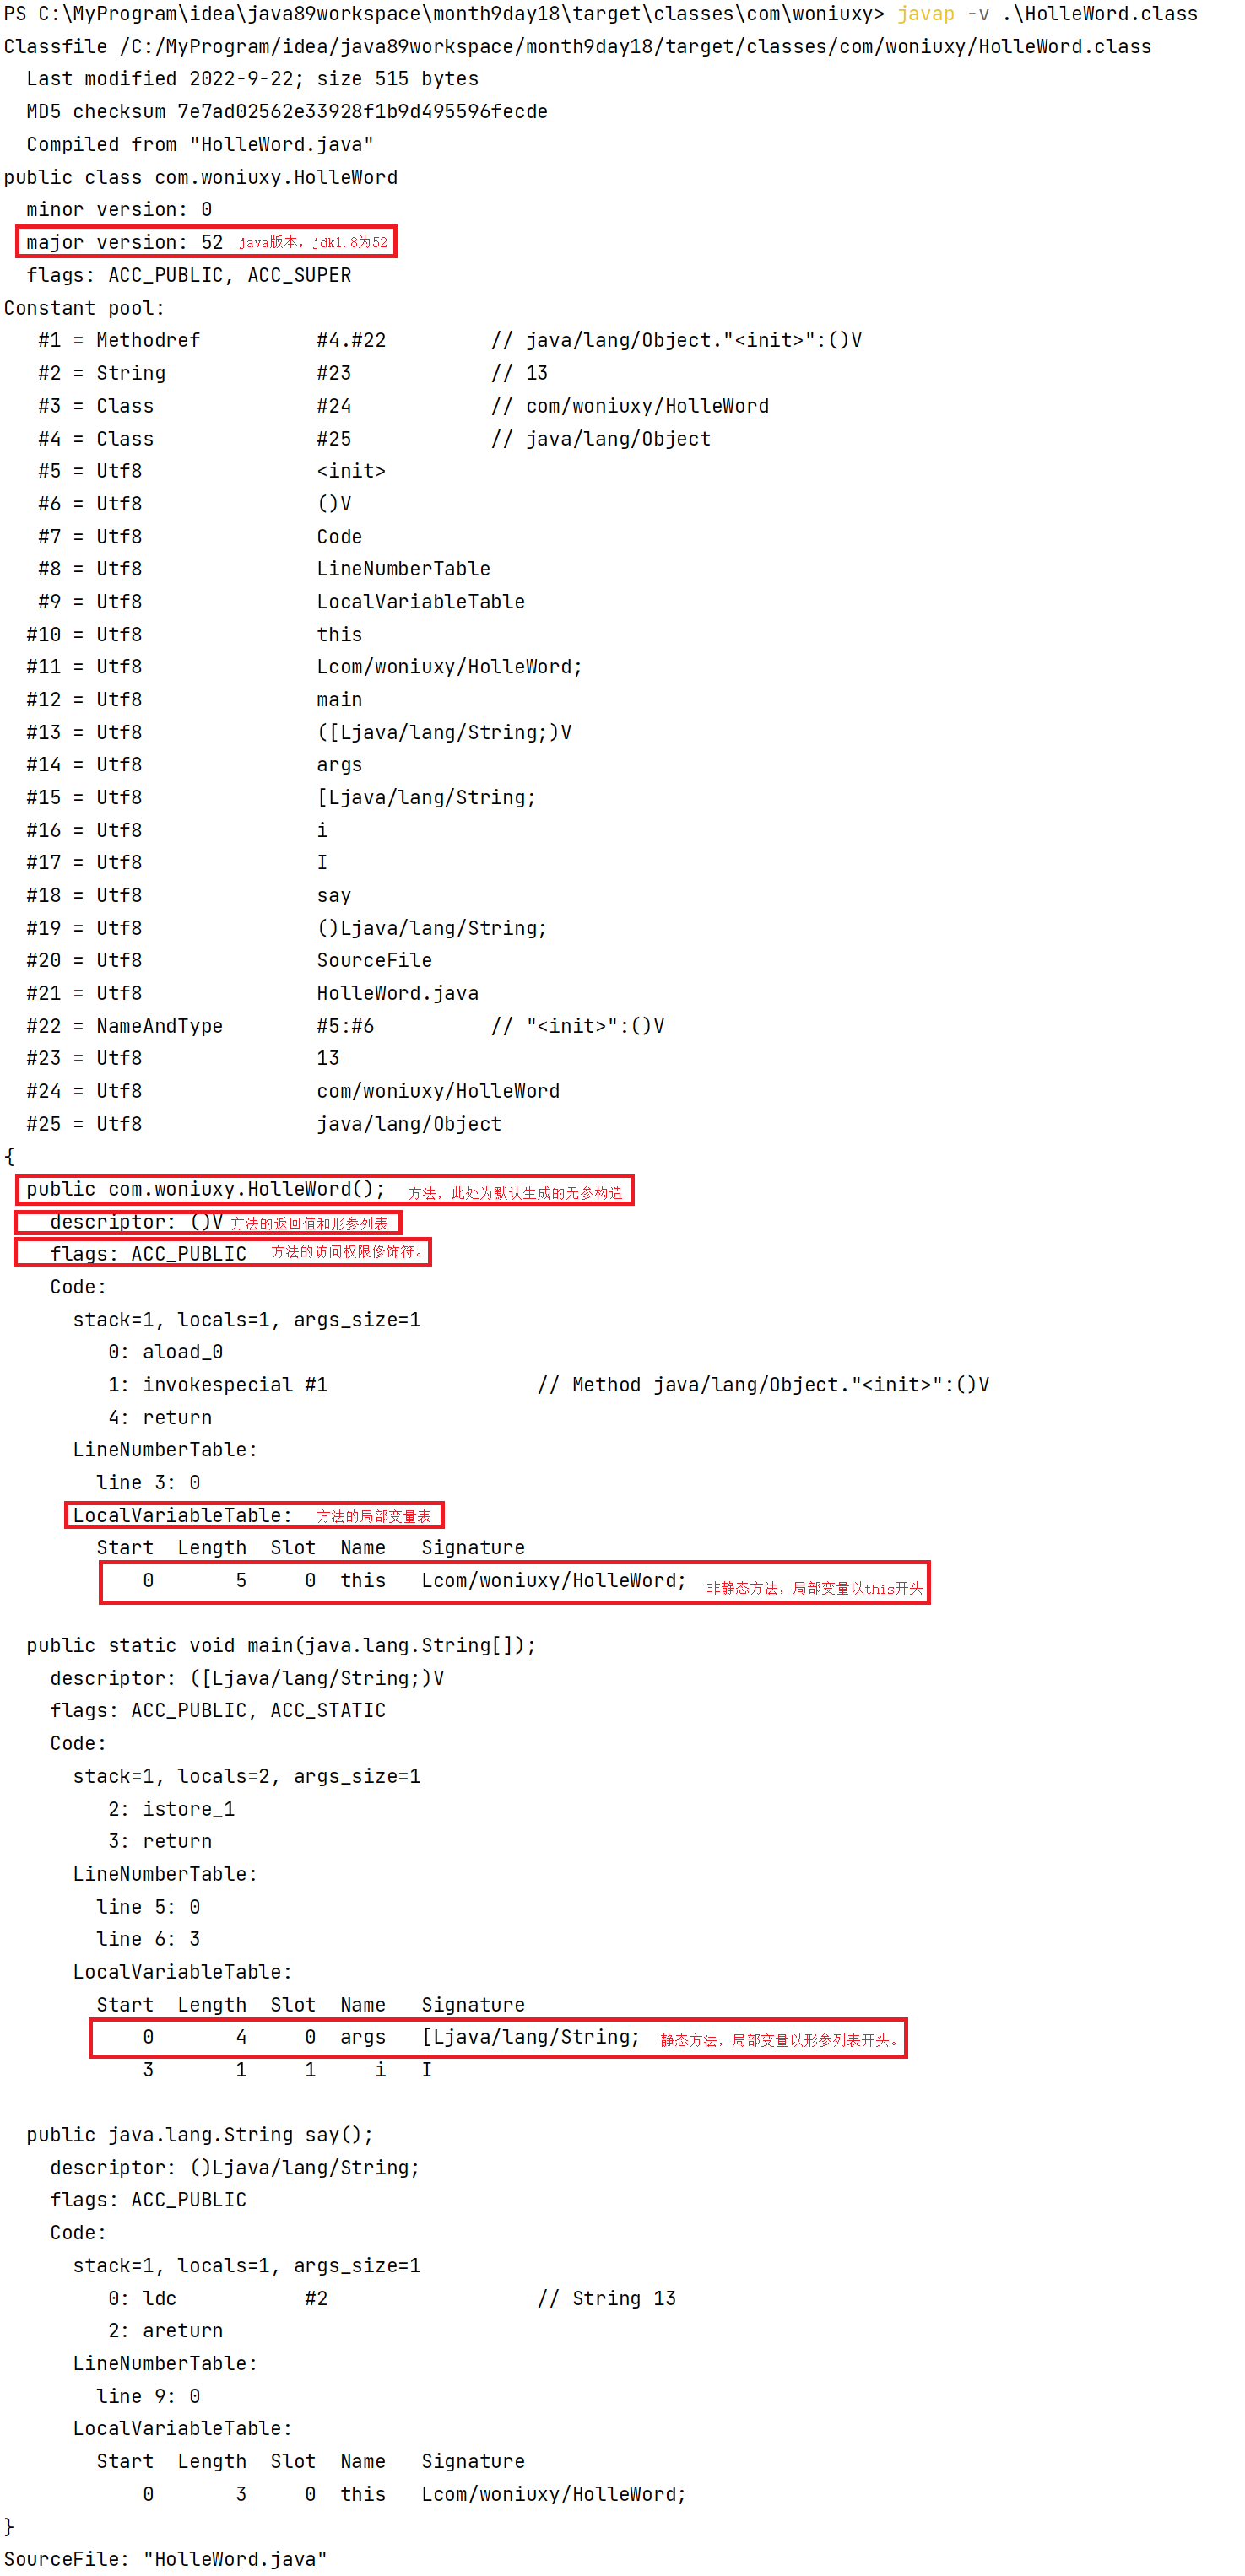 PS C:\MyProgram\idea\java89workspace\month9day18\target\classes\com\woniuxy> javap -v .\HolleWord.class
Classfile /C:/MyProgram/idea/java89workspace/month9day18/target/classes/com/woniuxy/HolleWord.class
  Last modified 2022-9-22; size 515 bytes
  MD5 checksum 7e7ad02562e33928f1b9d495596fecde
  Compiled from "HolleWord.java"
public class com.woniuxy.HolleWord
  minor version: 0
  major version: 52 java版本，jdk1.8为52
  flags: ACC_PUBLIC, ACC_SUPER
Constant pool:
   #1 = Methodref          #4.#22         // java/lang/Object."<init>":()V
   #2 = String             #23            // 13
   #3 = Class              #24            // com/woniuxy/HolleWord
   #4 = Class              #25            // java/lang/Object
   #5 = Utf8               <init>
   #6 = Utf8               ()V
   #7 = Utf8               Code
   #8 = Utf8               LineNumberTable
   #9 = Utf8               LocalVariableTable
  #10 = Utf8               this
  #11 = Utf8               Lcom/woniuxy/HolleWord;
  #12 = Utf8               main
  #13 = Utf8               ([Ljava/lang/String;)V
  #14 = Utf8               args
  #15 = Utf8               [Ljava/lang/String;
  #16 = Utf8               i
  #17 = Utf8               I
  #18 = Utf8               say
  #19 = Utf8               ()Ljava/lang/String;
  #20 = Utf8               SourceFile
  #21 = Utf8               HolleWord.java
  #22 = NameAndType        #5:#6          // "<init>":()V
  #23 = Utf8               13
  #24 = Utf8               com/woniuxy/HolleWord
  #25 = Utf8               java/lang/Object
{
  public com.woniuxy.HolleWord(); 方法，此处为默认生成的无参构造
    descriptor: ()V 方法的返回值和形参列表
    flags: ACC_PUBLIC 方法的访问权限修饰符。
    Code:
      stack=1, locals=1, args_size=1
         0: aload_0
         1: invokespecial #1                  // Method java/lang/Object."<init>":()V
         4: return
      LineNumberTable:
        line 3: 0
      LocalVariableTable: 方法的局部变量表
        Start  Length  Slot  Name   Signature
            0       5     0  this   Lcom/woniuxy/HolleWord; 非静态方法，局部变量以this开头
  public static void main(java.lang.String[]);
    descriptor: ([Ljava/lang/String;)V
    flags: ACC_PUBLIC, ACC_STATIC
    Code:
      stack=1, locals=2, args_size=1
         2: istore_1
         3: return
      LineNumberTable:
        line 5: 0
        line 6: 3
      LocalVariableTable:
        Start  Length  Slot  Name   Signature
            0       4     0  args   [Ljava/lang/String; 静态方法，局部变量以形参列表开头。
            3       1     1     i   I
  public java.lang.String say();
    descriptor: ()Ljava/lang/String;
    flags: ACC_PUBLIC
    Code:
      stack=1, locals=1, args_size=1
         0: ldc           #2                  // String 13
         2: areturn
      LineNumberTable:
        line 9: 0
      LocalVariableTable:
        Start  Length  Slot  Name   Signature
            0       3     0  this   Lcom/woniuxy/HolleWord;
}
SourceFile: "HolleWord.java"